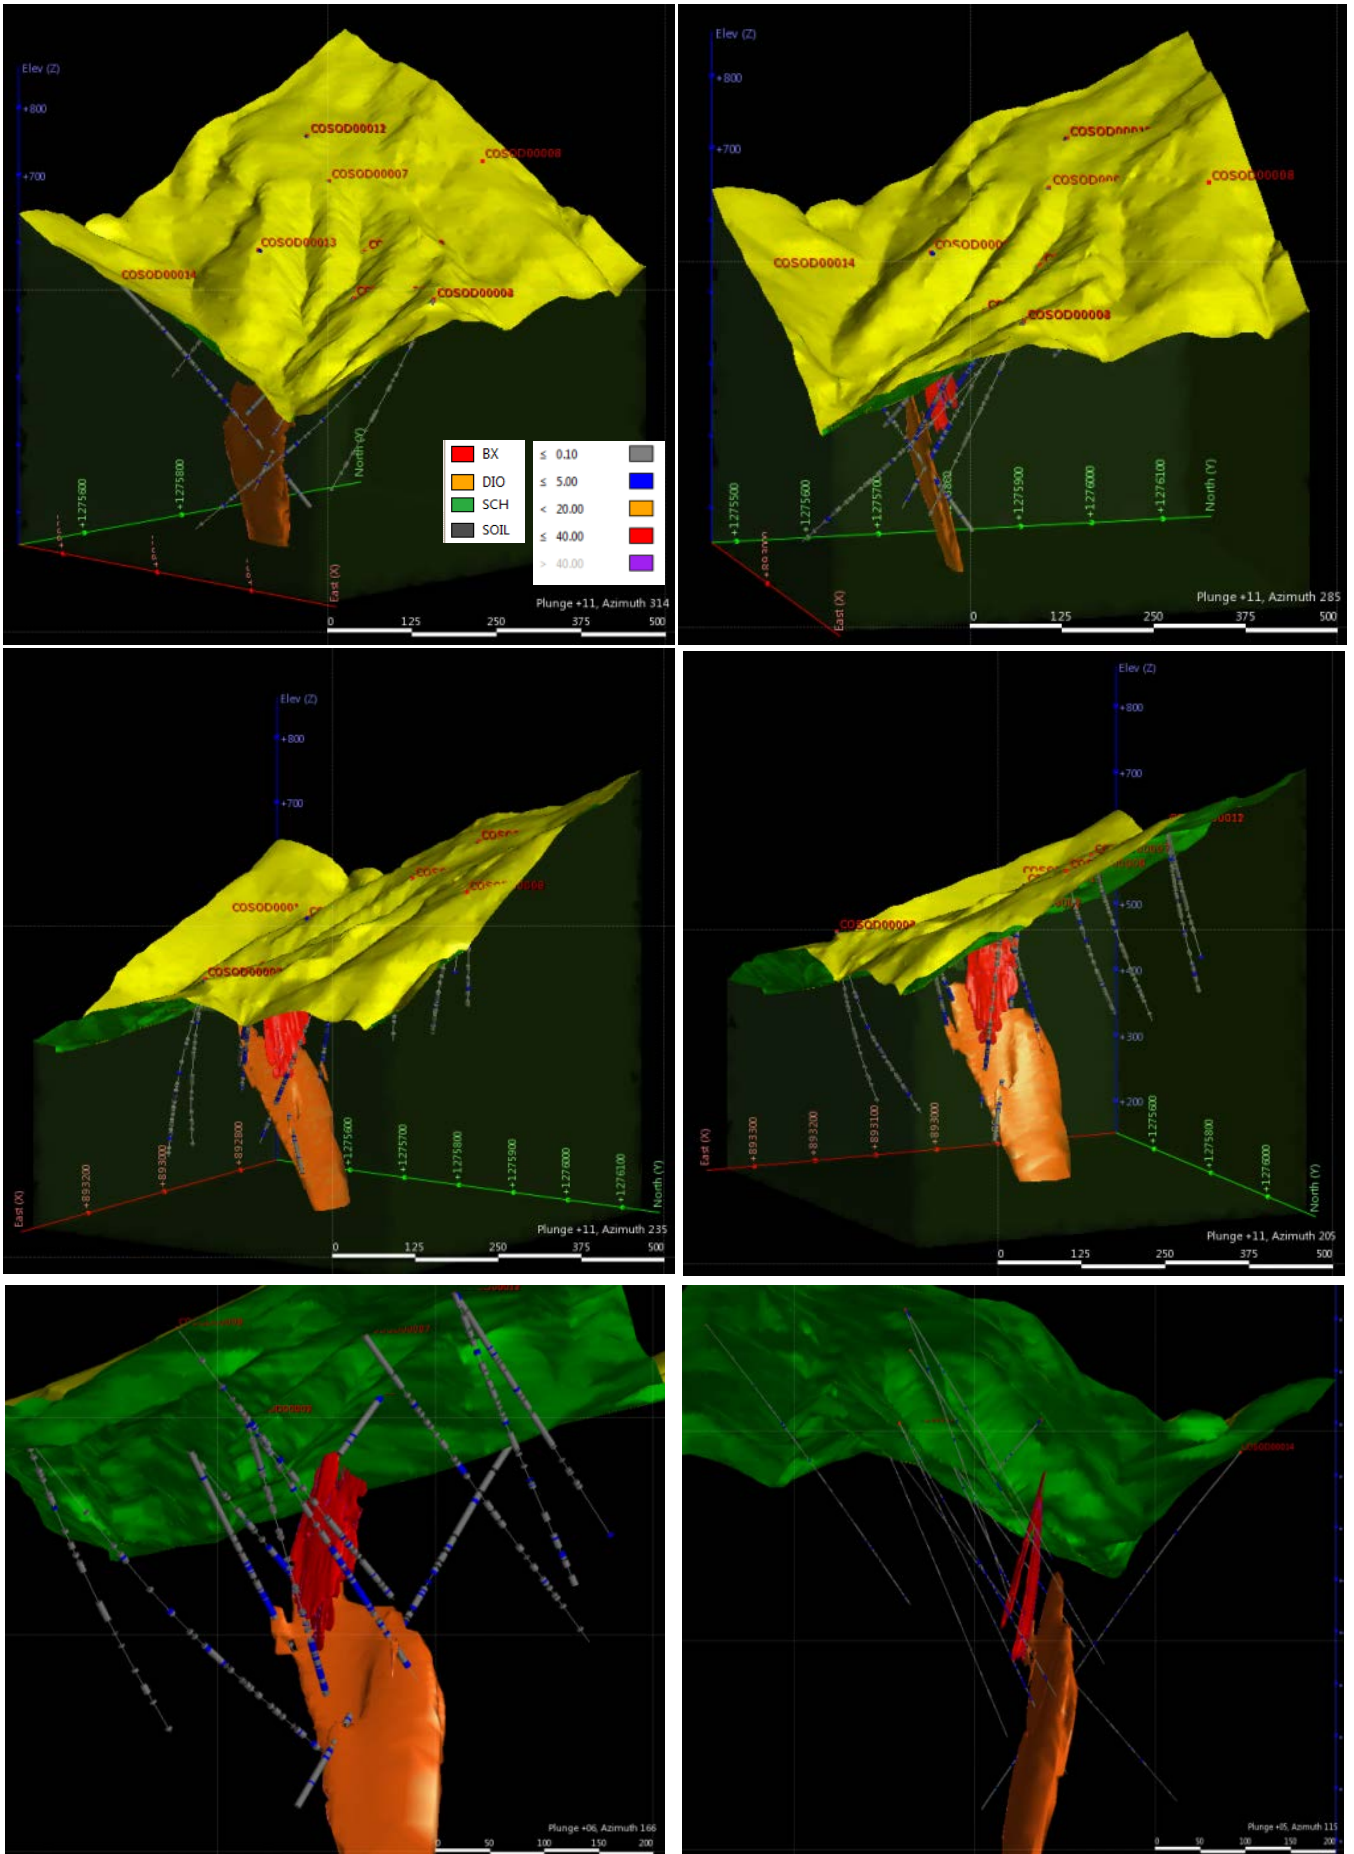 Elev (Z)
+800
+700
COSOD00012
COSOD00008
COSOD00007
COSOD00013
COSOD00014
COSOD00003
North (Y)
+1275800
+1275600
East (X)
BX
DIO
SCH
SOIL
≤ 0.10
≤ 5.00
< 20.00
≤ 40.00
> 40.00
Plunge +11, Azimuth 314
0 125 250 375 500
Elev (Z)
+800
+700
COSOD00008
COSOD00014
COSOD00003
+1275500
+1275600
+1275700
+1275900
+1276000
+1276100
North (Y)
East (X)
Plunge +11, Azimuth 285
0 125 250 375 500
Elev (Z)
+800
+700
East (X)
+893200
+893000
+892800
+1275600
+1275700
+1275800
+1275900
+1276000
+1276100
North (Y)
Plunge +11, Azimuth 235
0 125 250 375 500
Elev (Z)
+800
+700
+500
+400
+300
+200
East (X)
+893300
+893200
+893100
+893000
+1275600
+1275800
+1276000
North (Y)
Plunge +11, Azimuth 205
0 125 250 375 500
Plunge +06, Azimuth 166
0 50 100 150 200
Plunge +05, Azimuth 115
0 50 100 150 200